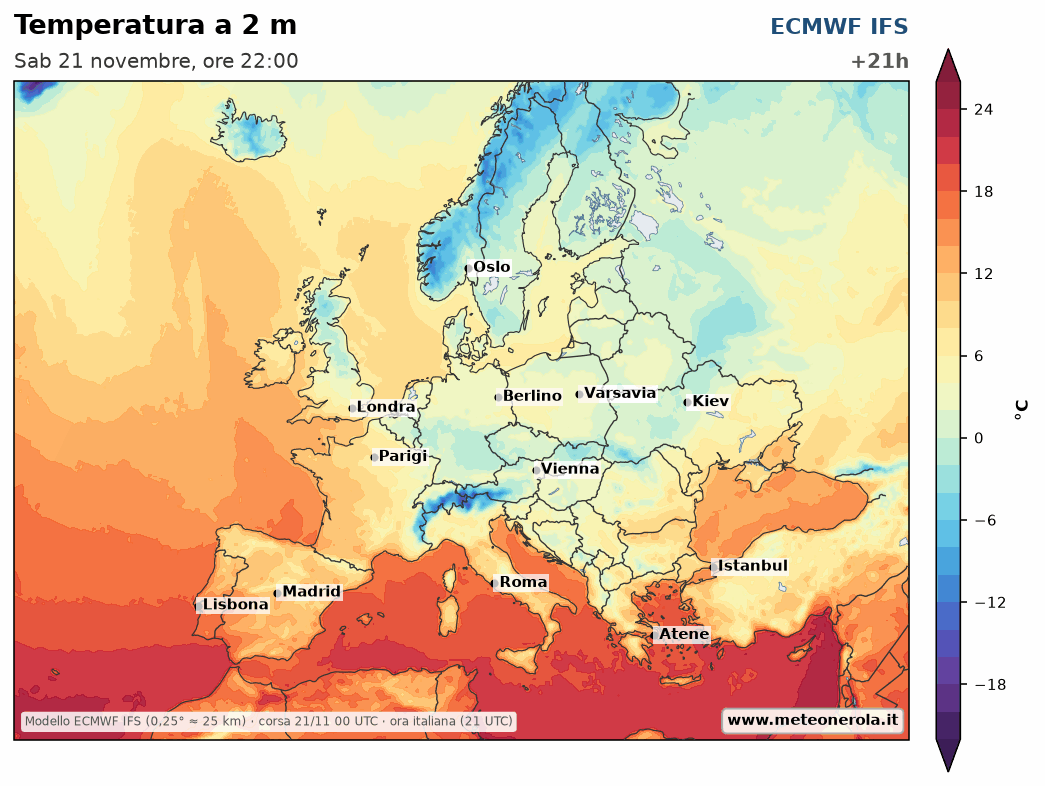 Temperatura a 2 m
ECMWF IFS
Sab 21 novembre, ore 22:00
+21h
Oslo
Londra
Berlino
Varsavia
Kiev
Parigi
Vienna
Istanbul
Roma
Madrid
Lisbona
Atene
Modello ECMWF IFS (0,25° ≈ 25 km) · corsa 21/11 00 UTC · ora italiana (21 UTC)
www.meteonerola.it
24
18
12
6
0
−6
−12
−18
°C